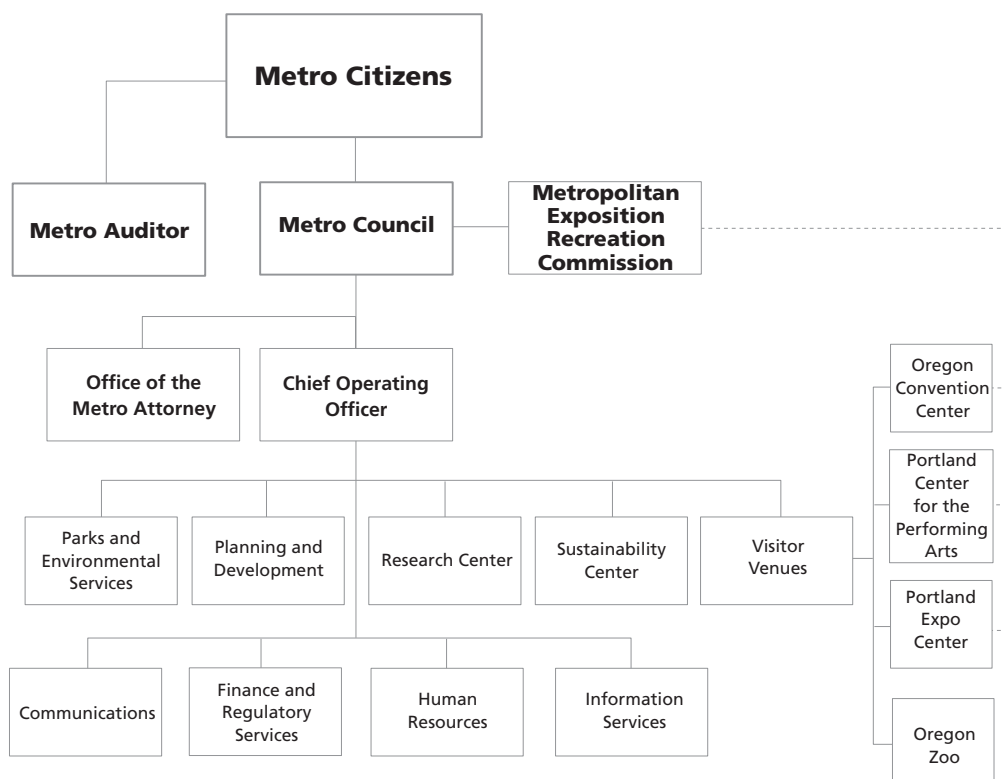 Metro Citizens
Metro Auditor
Metro Council
Metropolitan
Exposition
Recreation
Commission
Office of the
Metro Attorney
Chief Operating
Officer
Parks and
Environmental
Services
Planning and
Development
Research Center
Sustainability
Center
Visitor
Venues
Oregon
Convention
Center
Portland
Center
for the
Performing
Arts
Portland
Expo
Center
Oregon
Zoo
Communications
Finance and
Regulatory
Services
Human
Resources
Information
Services